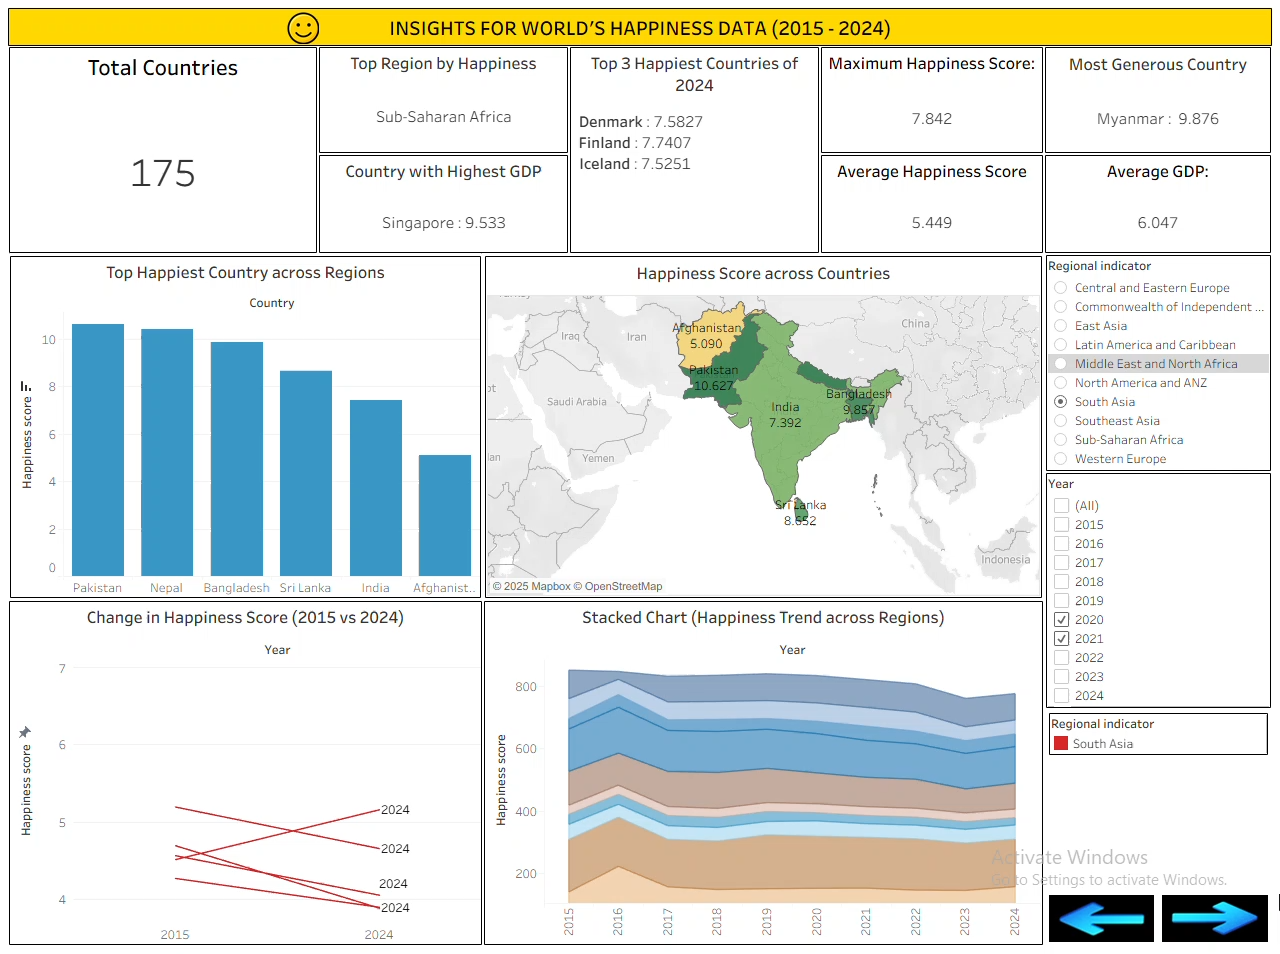 INSIGHTS FOR WORLD'S HAPPINESS DATA (2015 - 2024)
Total Countries
175
Top Region by Happiness
Sub-Saharan Africa
Country with Highest GDP
Singapore : 9.533
Top 3 Happiest Countries of
2024
Denmark : 7.5827
Finland : 7.7407
Iceland : 7.5251
Maximum Happiness Score:
7.842
Average Happiness Score
5.449
Most Generous Country
Myanmar : 9.876
Average GDP:
6.047
Top Happiest Country across Regions
Country
Happiness score
10
8
6
4
2
0
Pakistan
Nepal
Bangladesh
Sri Lanka
India
Afghanist..
Happiness Score across Countries
Iraq
Iran
China
Saudi Arabia
Yemen
Indonesia
Afghanistan
5.090
Pakistan
10.627
India
7.392
Bangladesh
9.857
Sri Lanka
8.652
© 2025 Mapbox © OpenStreetMap
Regional indicator
Central and Eastern Europe
Commonwealth of Independent ...
East Asia
Latin America and Caribbean
Middle East and North Africa
North America and ANZ
South Asia
Southeast Asia
Sub-Saharan Africa
Western Europe
Year
(All)
2015
2016
2017
2018
2019
2020
2021
2022
2023
2024
Regional indicator
South Asia
Change in Happiness Score (2015 vs 2024)
Year
Happiness score
7
6
5
4
2024
2024
2024
2024
2015
2024
Stacked Chart (Happiness Trend across Regions)
Year
Happiness score
800
600
400
200
2015
2016
2017
2018
2019
2020
2021
2022
2023
2024
Activate Windows
Go to Settings to activate Windows.